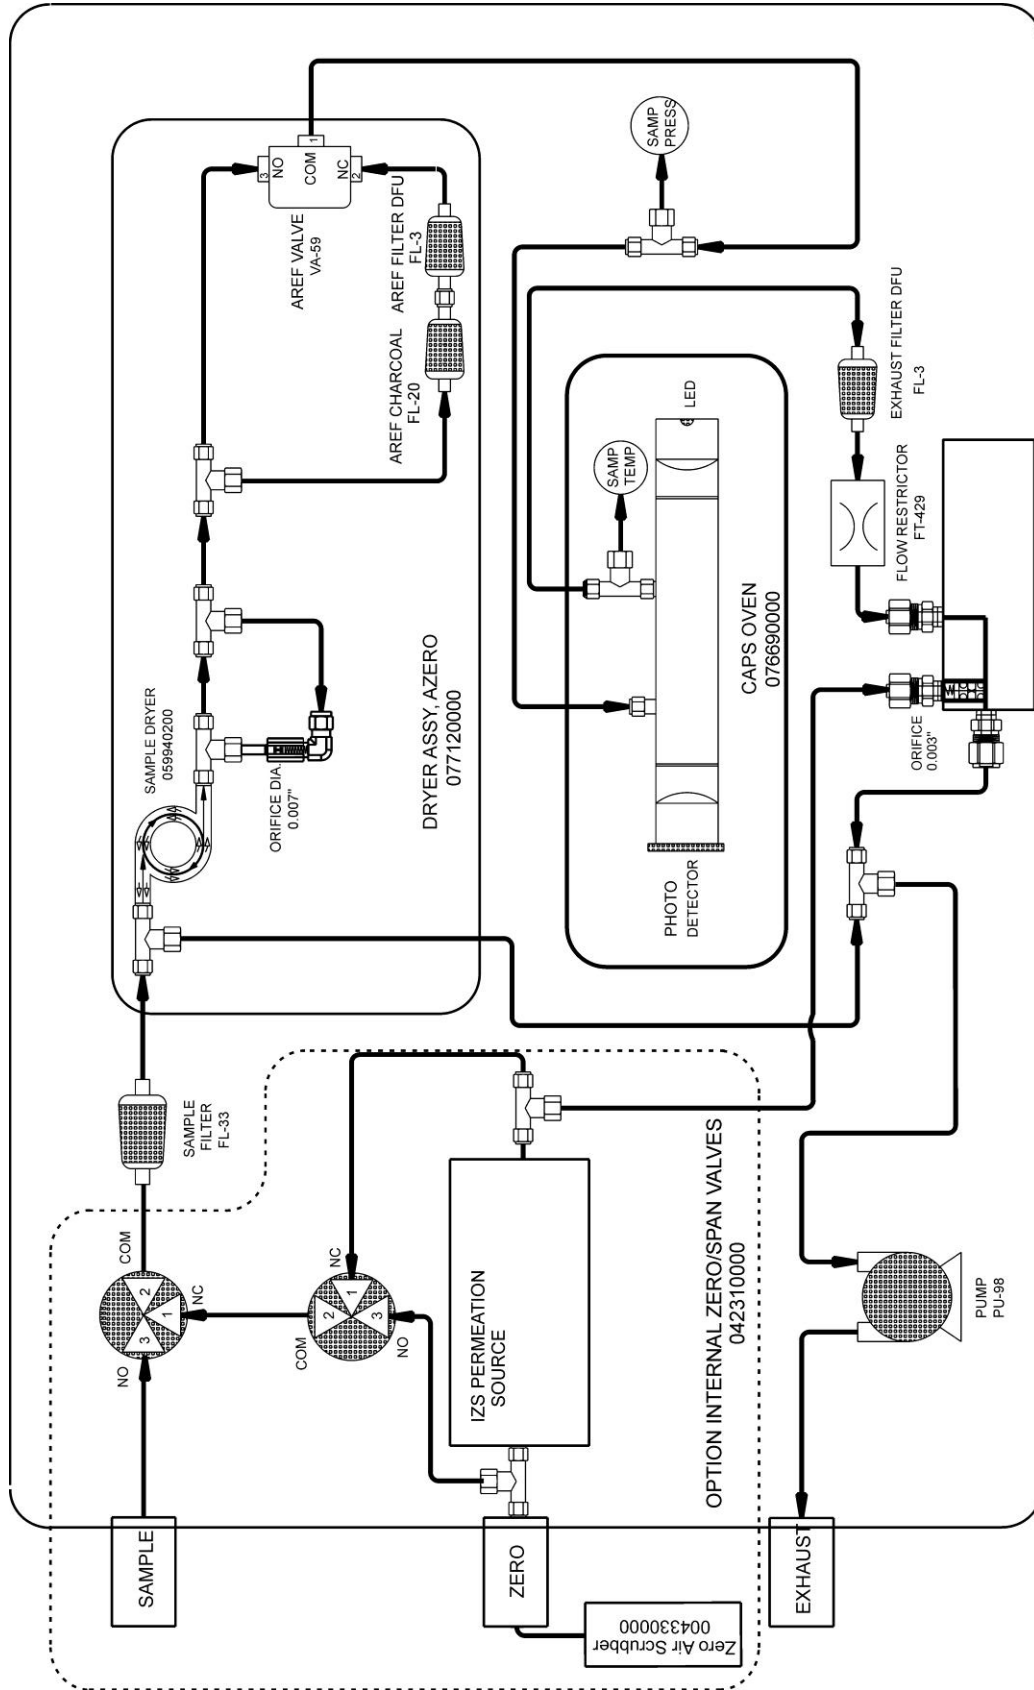 SAMPLE
NO
3
2
1
COM
NC
SAMPLE
FILTER
FL-33
SAMPLE DRYER
059940200
ORIFICE DIA.
0.007"
DRYER ASSY, AZERO
077120000
AREF VALVE
VA-59
3
NO
COM
1
NC
2
AREF CHARCOAL
FL-20
AREF FILTER DFU
FL-3
ZERO
Zero Air Scrubber
004330000
COM
NO
NC
2
1
3
IZS PERMEATION
SOURCE
OPTION INTERNAL ZERO/SPAN VALVES
042310000
PHOTO
DETECTOR
SAMP
TEMP
LED
CAPS OVEN
076690000
SAMP
PRESS
EXHAUST
PUMP
PU-98
ORIFICE
0.003"
FLOW RESTRICTOR
FT-429
EXHAUST FILTER DFU
FL-3